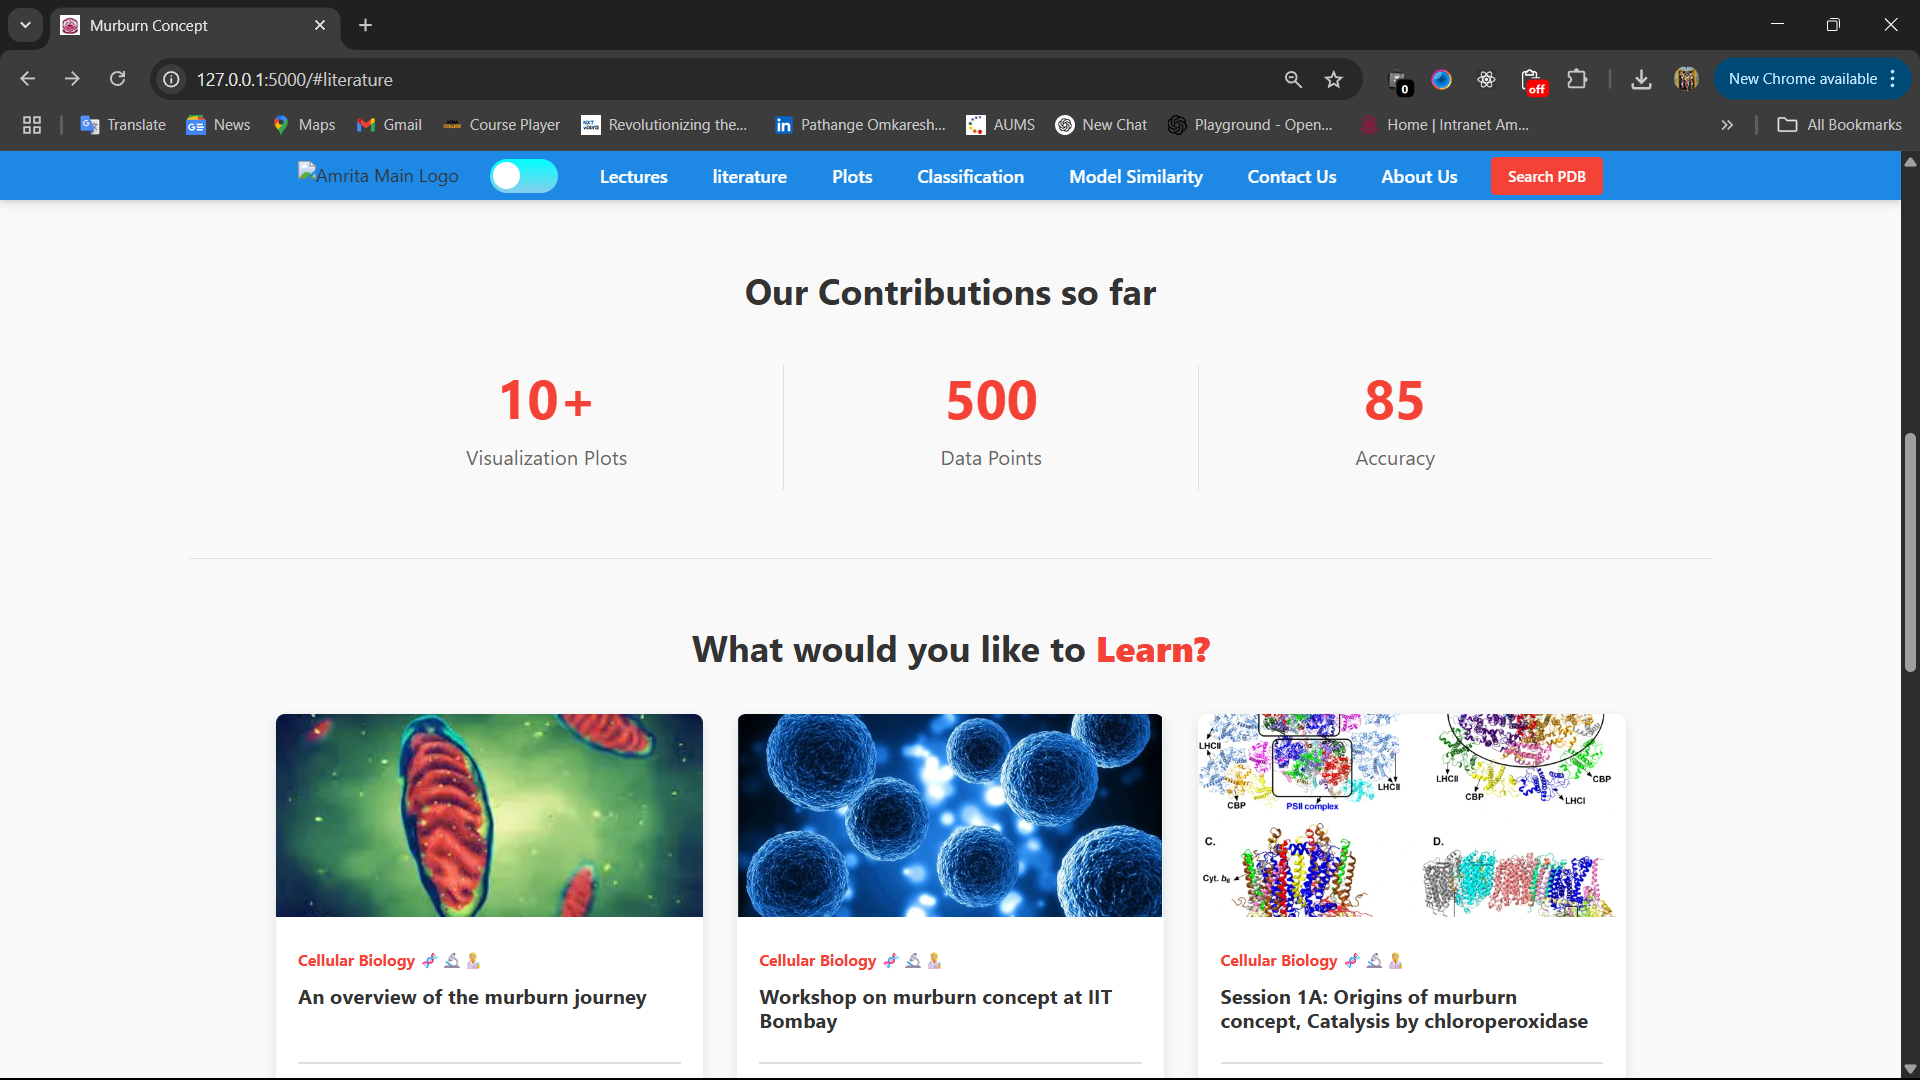 Murburn Concept
127.0.0.1:5000/#literature
0
off
New Chrome available
Translate
News
Maps
Gmail
Course Player
Revolutionizing the...
Pathange Omkaresh...
AUMS
New Chat
Playground - Open...
Home | Intranet Am...
All Bookmarks
Amrita Main Logo
Lectures
literature
Plots
Classification
Model Similarity
Contact Us
About Us
Search PDB
Our Contributions so far
10+
500
85
Visualization Plots
Data Points
Accuracy
What would you like to Learn?
LHCII
CBP
PSII complex
LHCII
LHCII
CBP
LHCI
CBP
C.
Cyt. b6
D.
Cellular Biology
An overview of the murburn journey
Cellular Biology
Workshop on murburn concept at IIT
Bombay
Cellular Biology
Session 1A: Origins of murburn
concept, Catalysis by chloroperoxidase